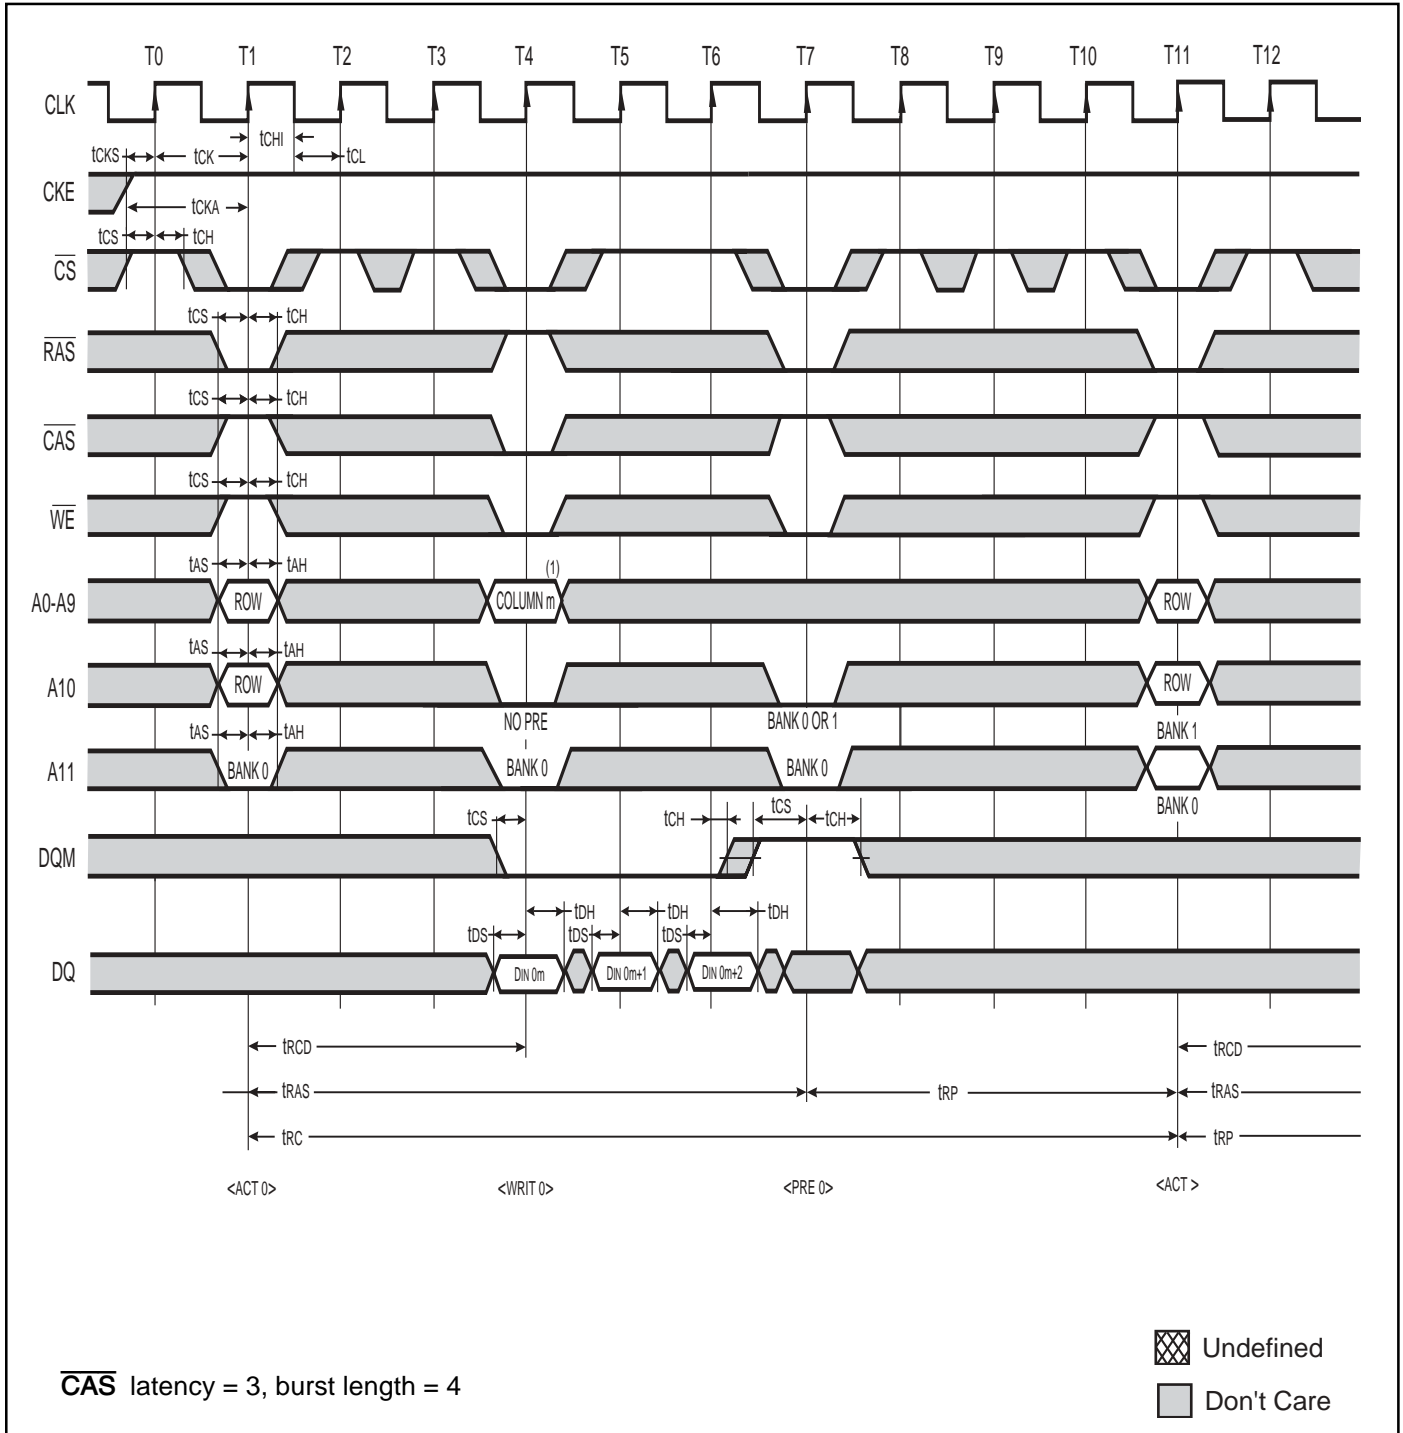 T0 T1 T2 T3 T4 T5 T6 T7 T8 T9 T10 T11 T12
CLK
tCHI
tCKS tCK tCL
CKE
tCKA
tCS tCH
CS
tCS tCH
RAS
tCS tCH
CAS
tCS tCH
WE
tAS tAH (1)
A0-A9 ROW COLUMN m ROW
tAS tAH
A10 ROW ROW
NO PRE BANK 0 OR 1 BANK 1
tAS tAH
A11 BANK 0 BANK 0 BANK 0
BANK 0
tCS tCH tCS tCH
DQM
tDH tDH tDH
tDS tDS tDS
DQ DIN 0m DIN 0m+1 DIN 0m+2
tRCD tRCD
tRAS tRP tRAS
tRC tRP
<ACT 0> <WRIT 0> <PRE 0> <ACT >
Undefined
CAS latency = 3, burst length = 4
Don't Care